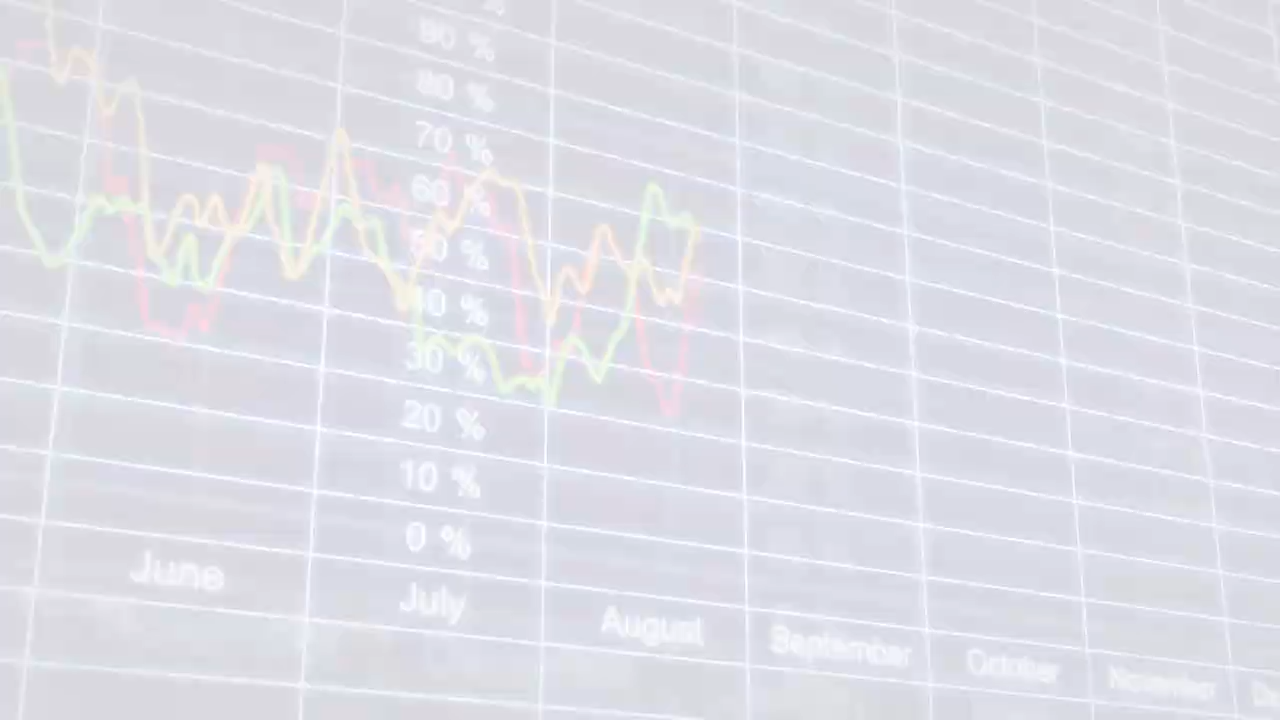 90 %
80 %
70 %
60 %
50 %
40 %
30 %
20 %
10 %
0 %
June
July
August
September
October
November